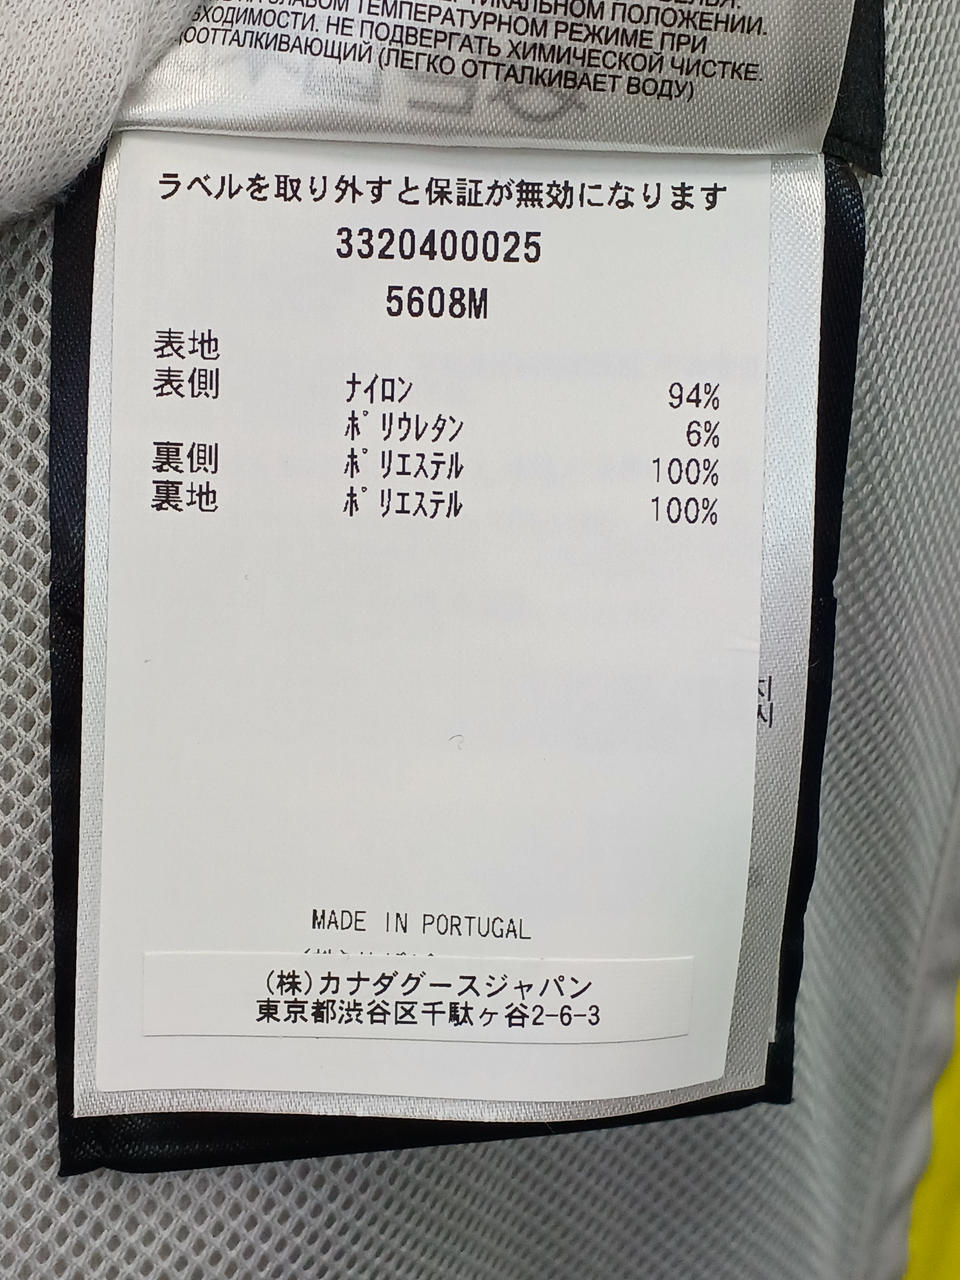 ТЕМПЕРАТУРНОМ РЕЖИМЕ ПРИ
НЕ ПОДВЕРГАТЬ ХИМИЧЕСКОЙ ЧИСТКЕ.
(ЛЕГКО ОТТАЛКИВАЕТ ВОДУ)
ラベルを取り外すと保証が無効になります
3320400025
5608M
表地
表側 ナイロン 94%
ポリウレタン 6%
裏側 ポリエステル 100%
裏地 ポリエステル 100%
MADE IN PORTUGAL
(株)カナダグースジャパン
東京都渋谷区千駄ヶ谷2-6-3